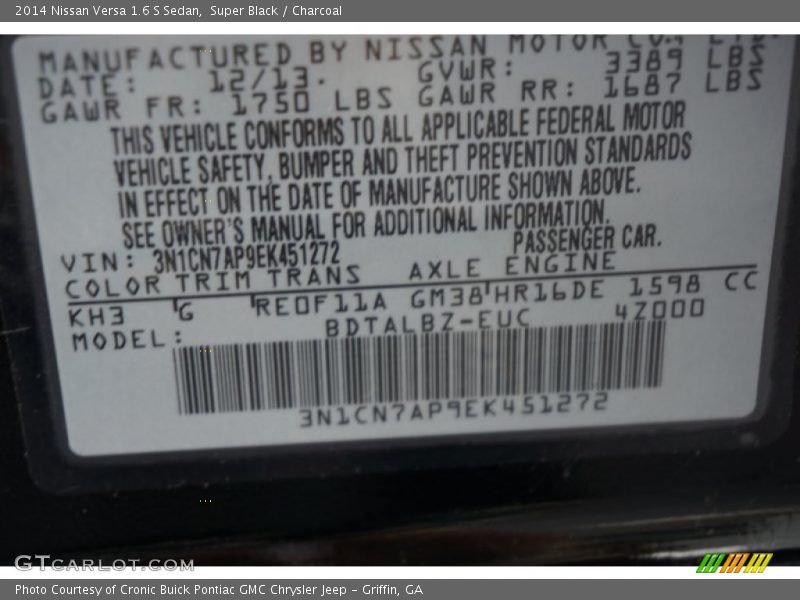 2014 Nissan Versa 1.6 S Sedan,  Super Black / Charcoal
MANUFACTURED BY NISSAN MOTOR CO., LTD.
DATE: 12/13. GVWR: 3389 LBS
GAWR FR: 1750 LBS GAWR RR: 1687 LBS
THIS VEHICLE CONFORMS TO ALL APPLICABLE FEDERAL MOTOR
VEHICLE SAFETY, BUMPER AND THEFT PREVENTION STANDARDS
IN EFFECT ON THE DATE OF MANUFACTURE SHOWN ABOVE.
SEE OWNER'S MANUAL FOR ADDITIONAL INFORMATION.
VIN: 3N1CN7AP9EK451272 PASSENGER CAR.
COLOR TRIM TRANS AXLE ENGINE
KH3 G RE0F11A GM38 HR16DE 1598 CC
MODEL: BDTALBZ-EUC 4Z000
3N1CN7AP9EK451272
GTCARLOT.COM
Photo Courtesy of Cronic Buick Pontiac GMC Chrysler Jeep - Griffin, GA